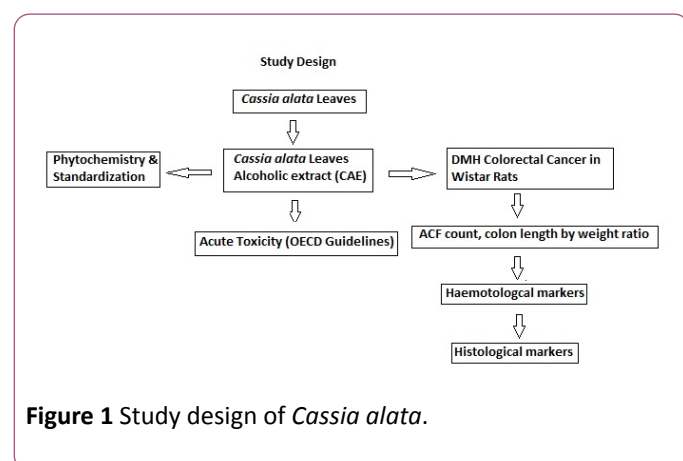 Study Design
Cassia alata Leaves
Phytochemistry &
Standardization
Cassia alata Leaves
Alcoholic extract (CAE)
DMH Colorectal Cancer in
Wistar Rats
Acute Toxicity (OECD Guidelines)
ACF count, colon length by weight ratio
Haemotologcal markers
Histological markers
Figure 1 Study design of Cassia alata.